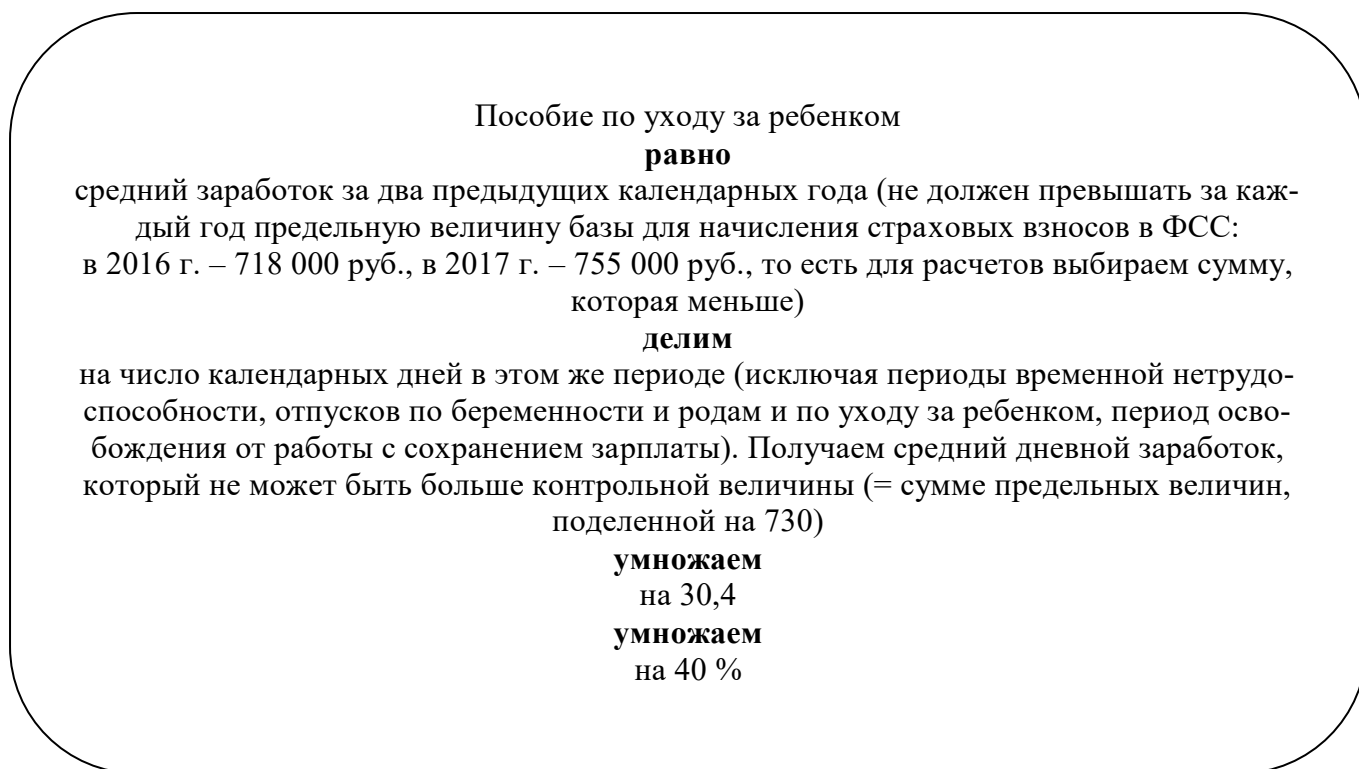 Пособие по уходу за ребенком
равно
средний заработок за два предыдущих календарных года (не должен превышать за каж-
дый год предельную величину базы для начисления страховых взносов в ФСС:
в 2016 г. – 718 000 руб., в 2017 г. – 755 000 руб., то есть для расчетов выбираем сумму,
которая меньше)
делим
на число календарных дней в этом же периоде (исключая периоды временной нетрудо-
способности, отпусков по беременности и родам и по уходу за ребенком, период осво-
бождения от работы с сохранением зарплаты). Получаем средний дневной заработок,
который не может быть больше контрольной величины (= сумме предельных величин,
поделенной на 730)
умножаем
на 30,4
умножаем
на 40 %